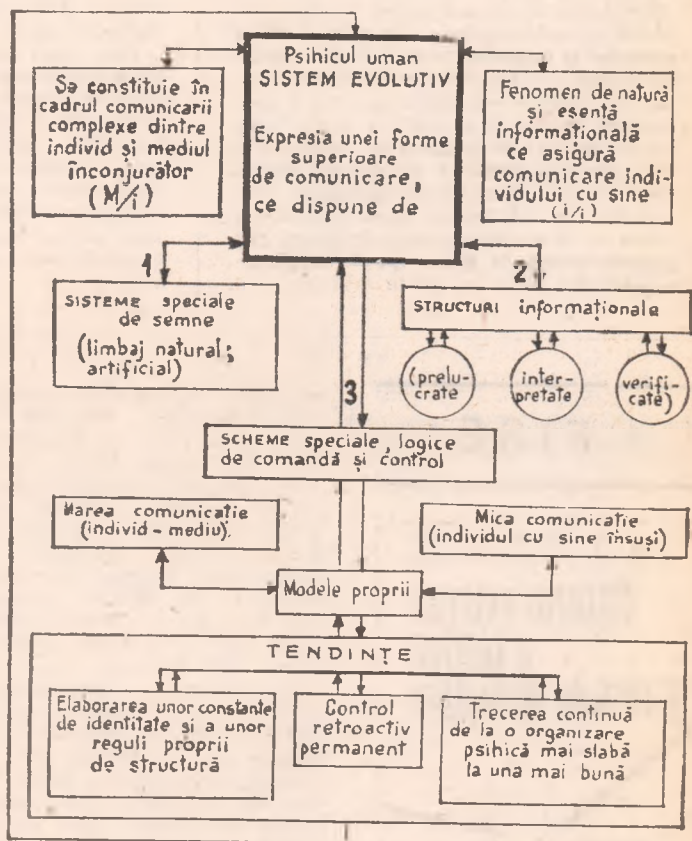 Psihicul uman
SISTEM EVOLUTIV
Expresia unei forme
superioare
de comunicare,
ce dispune de
Se constituie în
cadrul comunicarii
complexe dintre
individ și mediul
înconjurător
(M/i)
Fenomen de natură
și esență
informațională
ce asigură
comunicare indi-
vidului cu sine
(i/i)
1
SISTEME speciale
de semne
(limbaj natural;
artificial)
2
STRUCTURI informaționale
(prelu-
crate
inter-
pretate
verifi-
cate)
3
SCHEME speciale, logice
de comandă și control
Marea comunicatie
(individ - mediu).
Mica comunicatie
(individul cu sine însuși)
Modele proprii
TENDINȚE
Elaborarea unor constante
de identitate și a unor
reguli proprii
de structură
Control
retroactiv
permanent
Trecerea continuă
de la o organizare
psihică mai slabă
la una mai bună